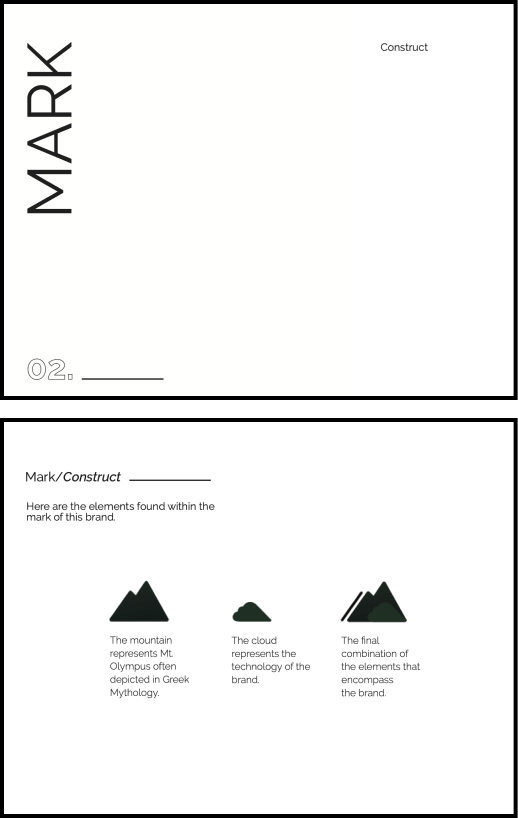 MARK
Construct
02.
Mark/Construct
Here are the elements found within the
mark of this brand.
The mountain
represents Mt.
Olympus often
depicted in Greek
Mythology.
The cloud
represents the
technology of the
brand.
The final
combination of
the elements that
encompass
the brand.